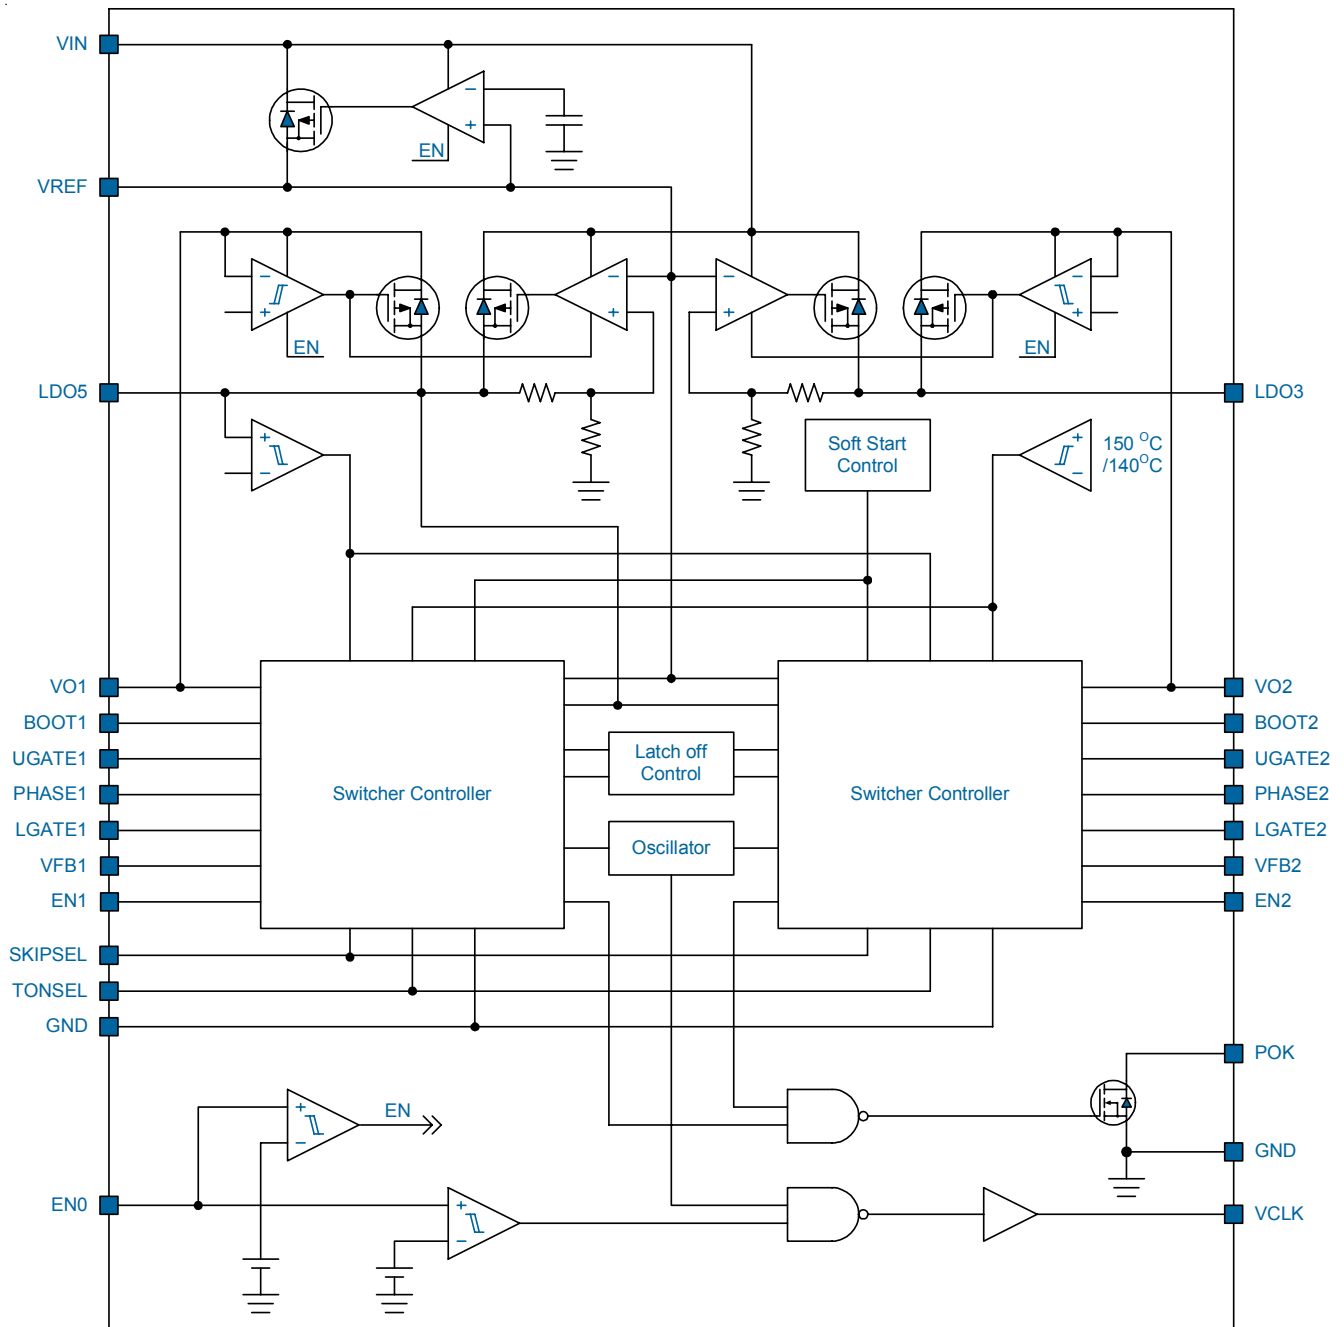 VIN
−
+
EN
VREF
−
+
EN
−
+
−
+
−
+
EN
LDO5
LDO3
+
−
Soft Start
Control
+
−
150 °C
/140°C
VO1
BOOT1
UGATE1
PHASE1
LGATE1
VFB1
EN1
SKIPSEL
TONSEL
GND
Switcher Controller
Latch off
Control
Oscillator
Switcher Controller
VO2
BOOT2
UGATE2
PHASE2
LGATE2
VFB2
EN2
POK
GND
+
−
EN
EN0
+
−
VCLK